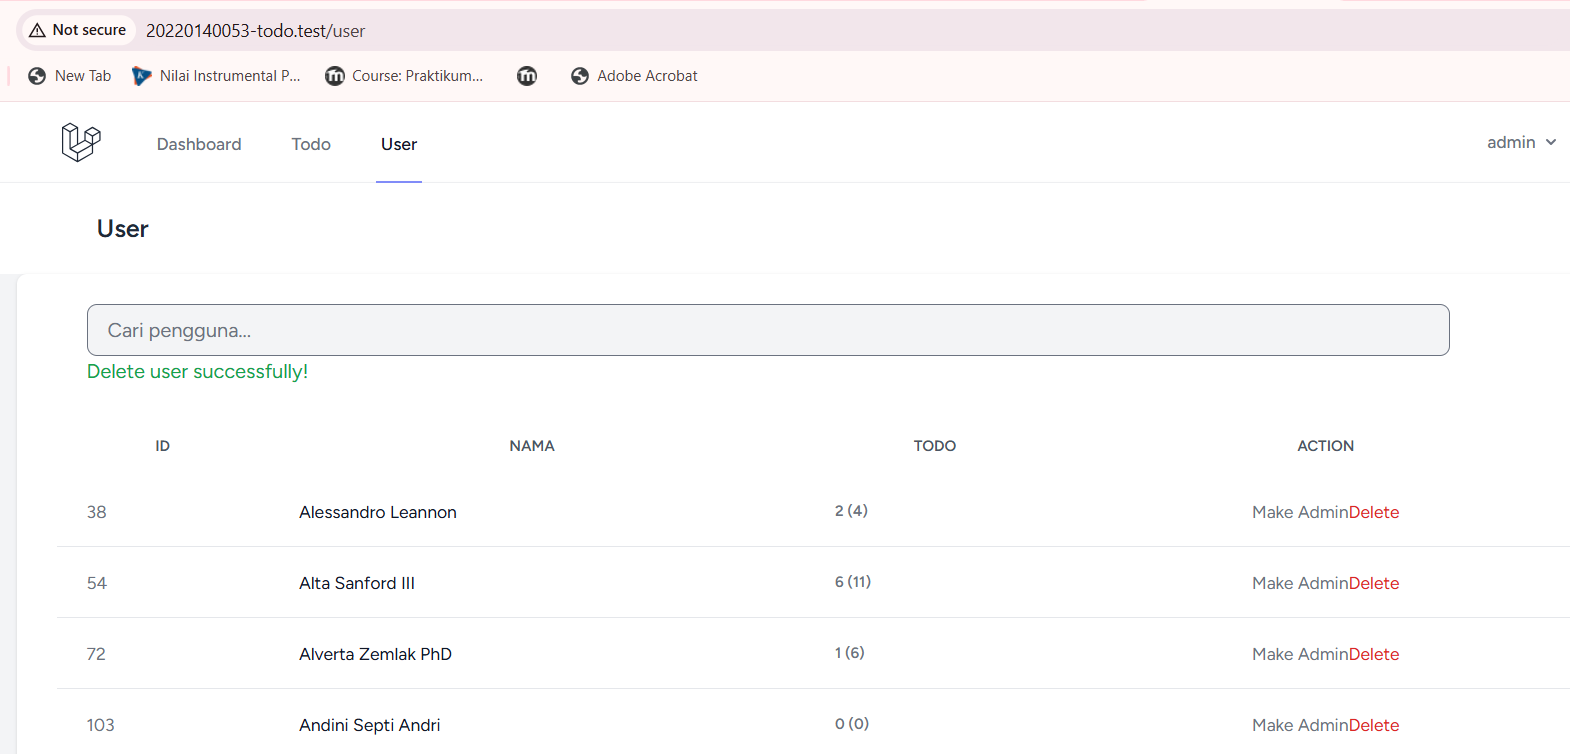 Not secure 20220140053-todo.test/user
New Tab Nilai Instrumental P... Course: Praktikum... Adobe Acrobat
Dashboard Todo User admin
User
Cari pengguna...
Delete user successfully!
ID NAMA TODO ACTION
38 Alessandro Leannon 2 (4) Make AdminDelete
54 Alta Sanford III 6 (11) Make AdminDelete
72 Alverta Zemlak PhD 1 (6) Make AdminDelete
103 Andini Septi Andri 0 (0) Make AdminDelete